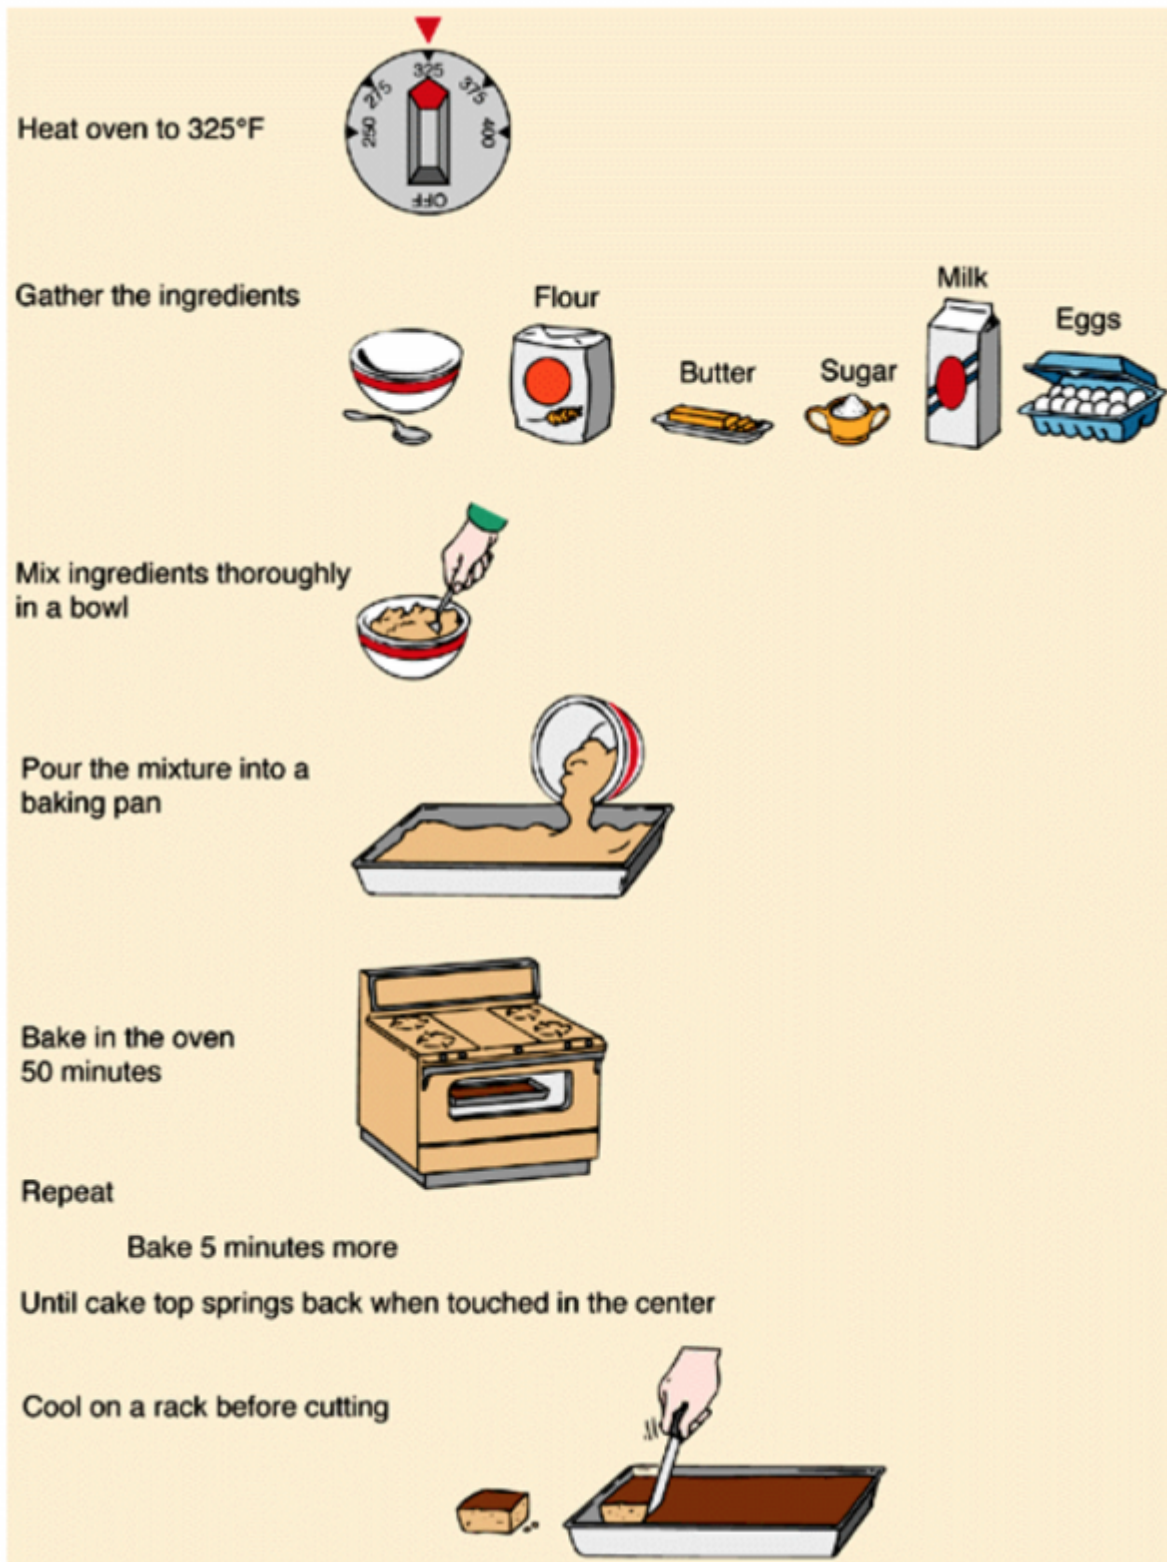 250
275
325
375
400
OFF
Heat oven to 325°F
Gather the ingredients
Flour
Butter
Sugar
Milk
Eggs
Mix ingredients thoroughly
in a bowl
Pour the mixture into a
baking pan
Bake in the oven
50 minutes
Repeat
Bake 5 minutes more
Until cake top springs back when touched in the center
Cool on a rack before cutting